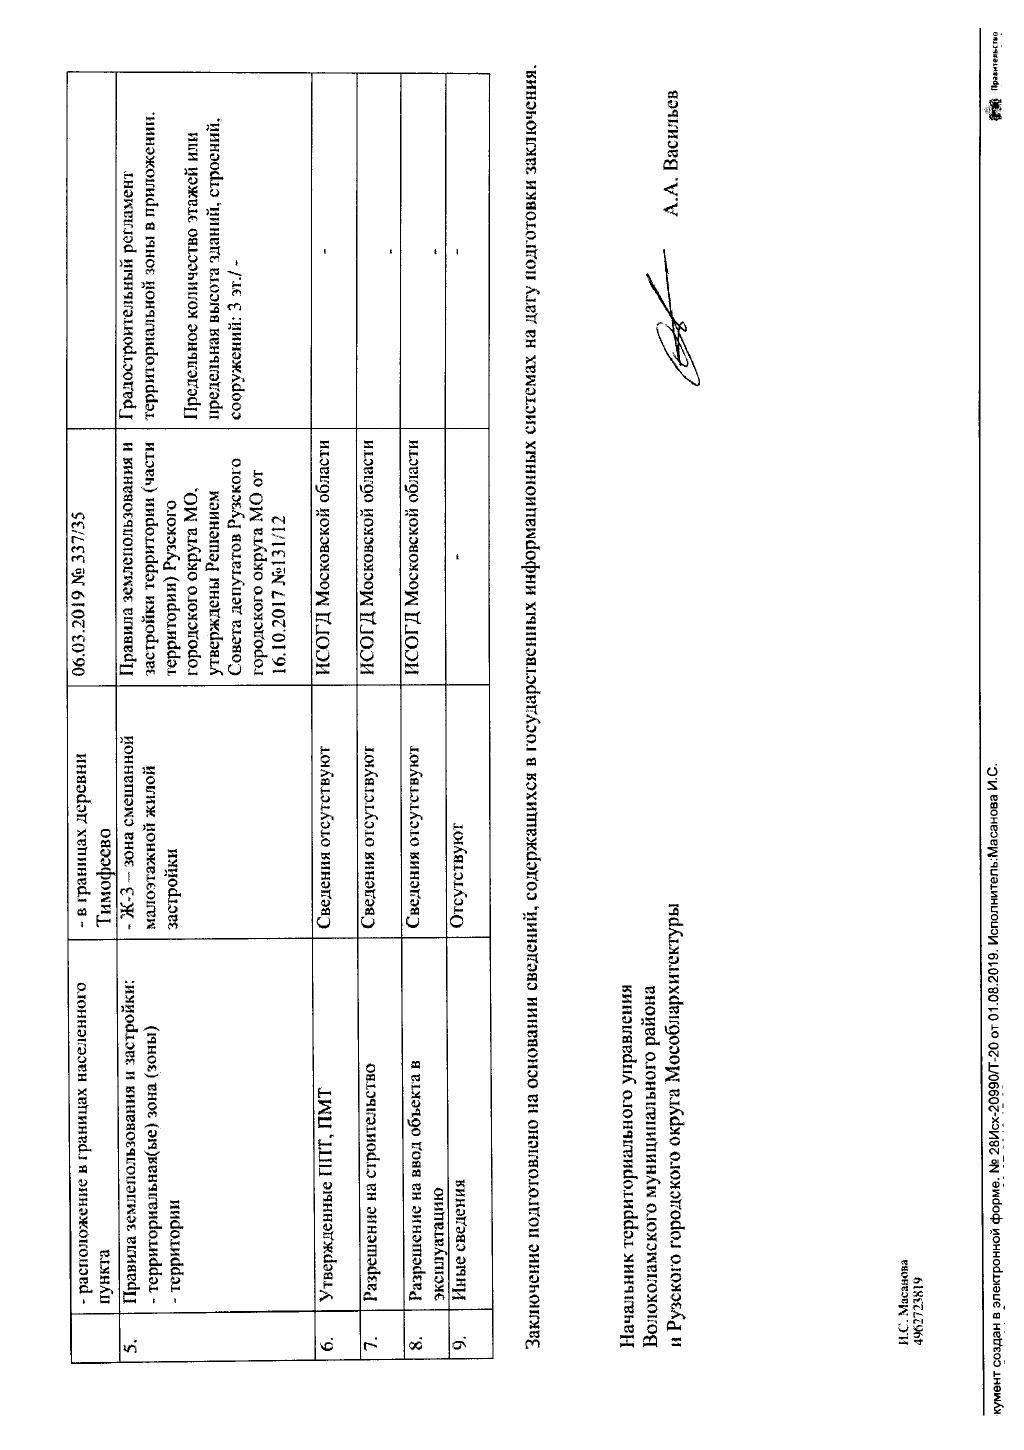 - расположение в границах населенного
пункта
- в границах деревни
Тимофеево
06.03.2019 № 337/35
5.
Правила землепользования и застройки:
- территориальная(ые) зона (зоны)
- территории
- Ж-3 – зона смешанной
малоэтажной жилой
застройки
Правила землепользования и
застройки территории (части
территории) Рузского
городского округа МО,
утверждены Решением
Совета депутатов Рузского
городского округа МО от
16.10.2017 №131/12
Градостроительный регламент
территориальной зоны в приложении.
Предельное количество этажей или
предельная высота зданий, строений,
сооружений: 3 эт./ -
6.
Утвержденные ППТ, ПМТ
Сведения отсутствуют
ИСОГД Московской области
-
7.
Разрешение на строительство
Сведения отсутствуют
ИСОГД Московской области
-
8.
Разрешение на ввод объекта в
эксплуатацию
Сведения отсутствуют
ИСОГД Московской области
-
9.
Иные сведения
Отсутствуют
-
-
Заключение подготовлено на основании сведений, содержащихся в государственных информационных системах на дату подготовки заключения.
Начальник территориального управления
Волоколамского муниципального района
и Рузского городского округа Мособлархитектуры
А.А. Васильев
И.С. Масанова
4962723819
кумент создан в электронной форме. № 28Исх-20990/Т-20 от 01.08.2019. Исполнитель:Масанова И.С.
Правительство